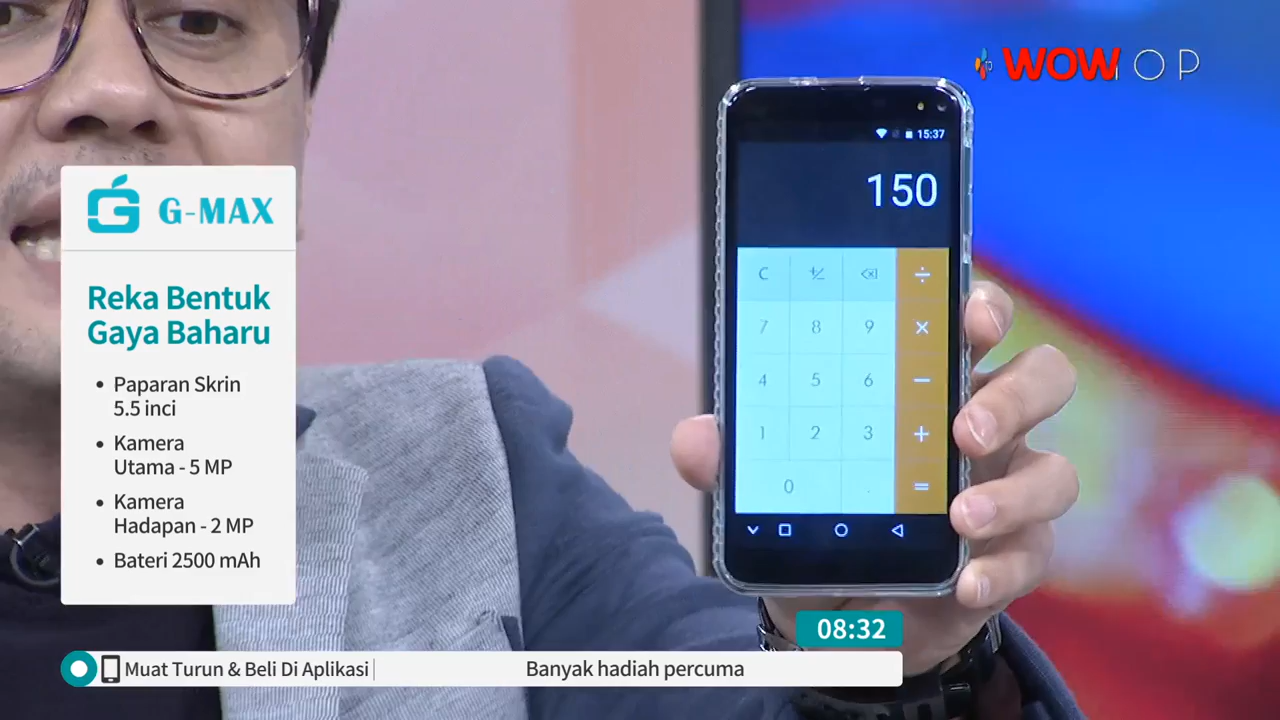 WOW
O P
15:37
150
G-MAX
Reka Bentuk
Gaya Baharu
• Paparan Skrin
5.5 inci
• Kamera
Utama - 5 MP
• Kamera
Hadapan - 2 MP
• Bateri 2500 mAh
C +/- ÷
7 8 9 ×
4 5 6 −
1 2 3 +
0 . =
08:32
Muat Turun & Beli Di Aplikasi
Banyak hadiah percuma